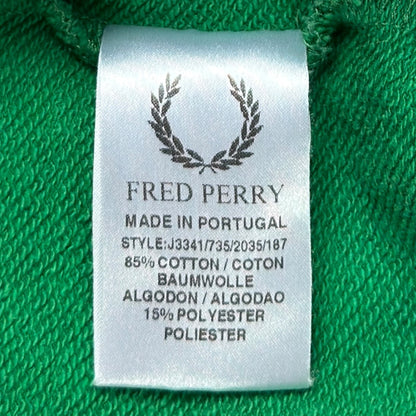 FRED PERRY
MADE IN PORTUGAL
STYLE:J3341/735/2035/187
85% COTTON / COTON
BAUMWOLLE
ALGODON / ALGODAO
15% POLYESTER
POLIESTER